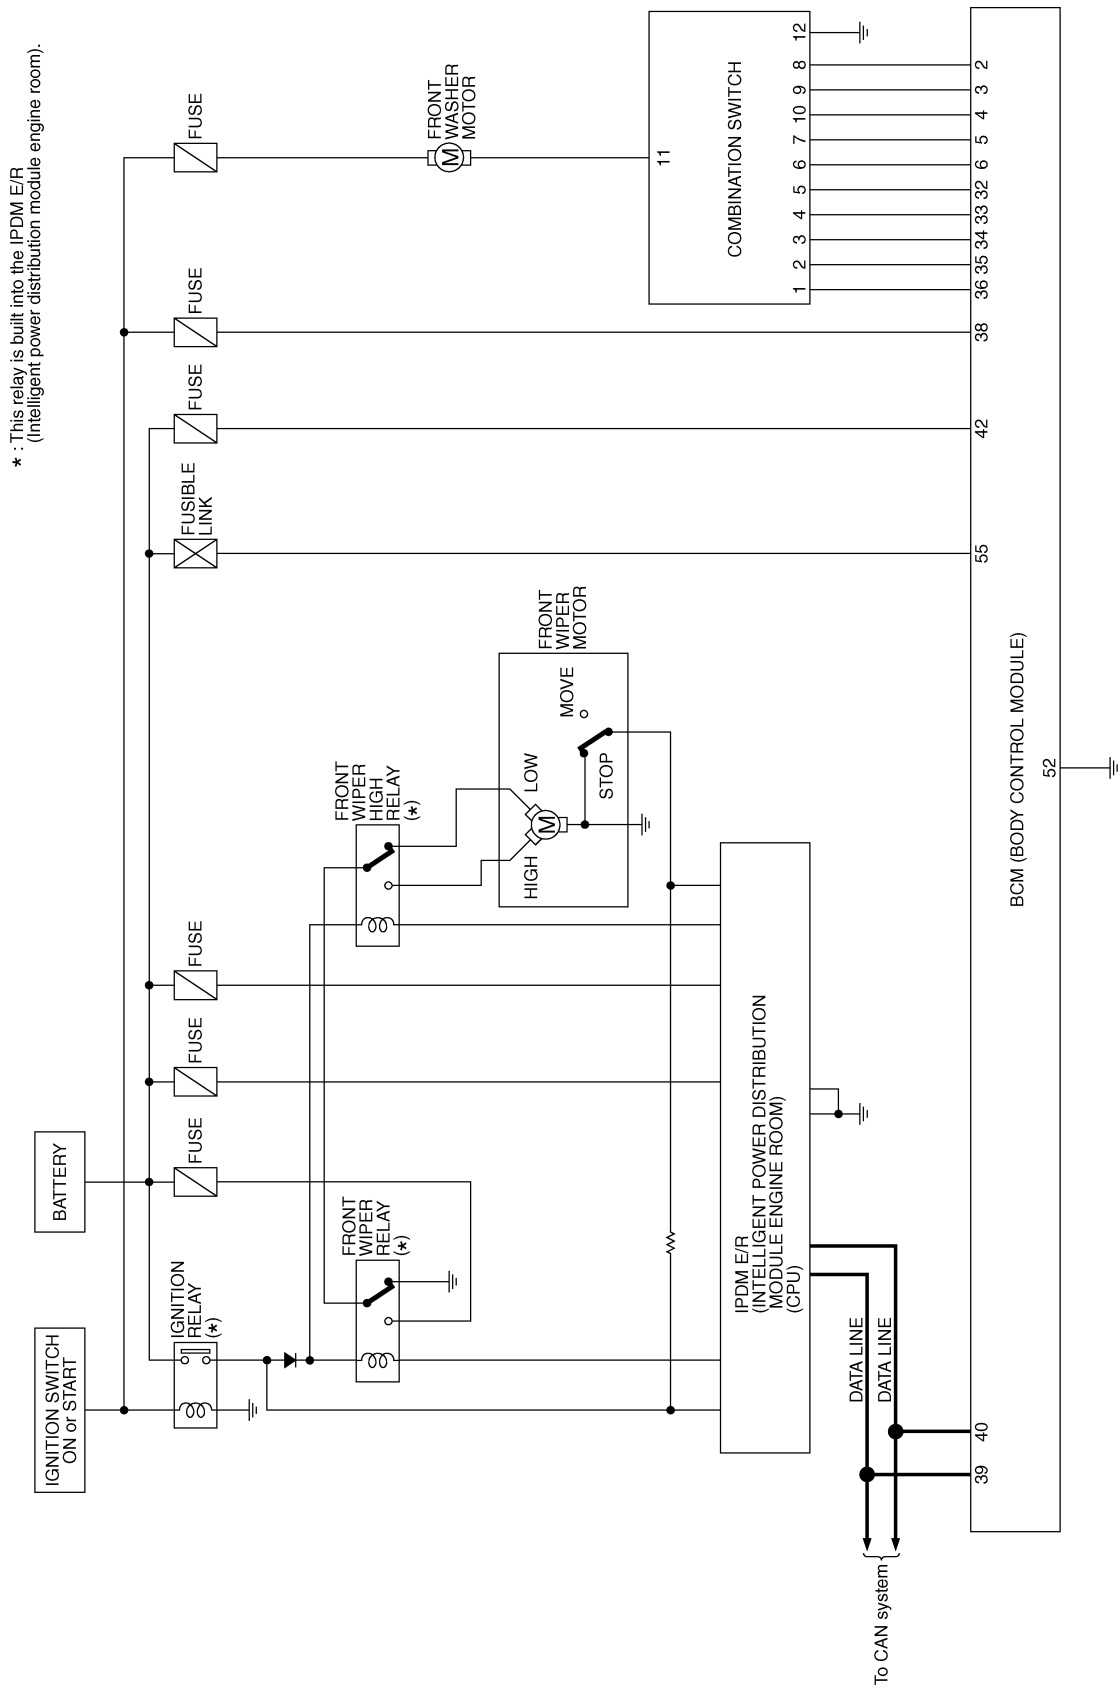 IGNITION SWITCH
ON or START
BATTERY
* : This relay is built into the IPDM E/R
(Intelligent power distribution module engine room).
IGNITION
RELAY
(*)
FUSE
FUSE
FUSE
FUSIBLE
LINK
FUSE
FUSE
FUSE
FRONT
WIPER
RELAY
(*)
FRONT
WIPER
HIGH
RELAY
(*)
FRONT
WASHER
MOTOR
M
FRONT
WIPER
MOTOR
HIGH
LOW
M
MOVE
STOP
11
COMBINATION SWITCH
1 2 3 4 5 6 7 10 9 8 12
IPDM E/R
(INTELLIGENT POWER DISTRIBUTION
MODULE ENGINE ROOM)
(CPU)
DATA LINE
DATA LINE
To CAN system
39 40 55 42 38 36 35 34 33 32 6 5 4 3 2
BCM (BODY CONTROL MODULE)
52